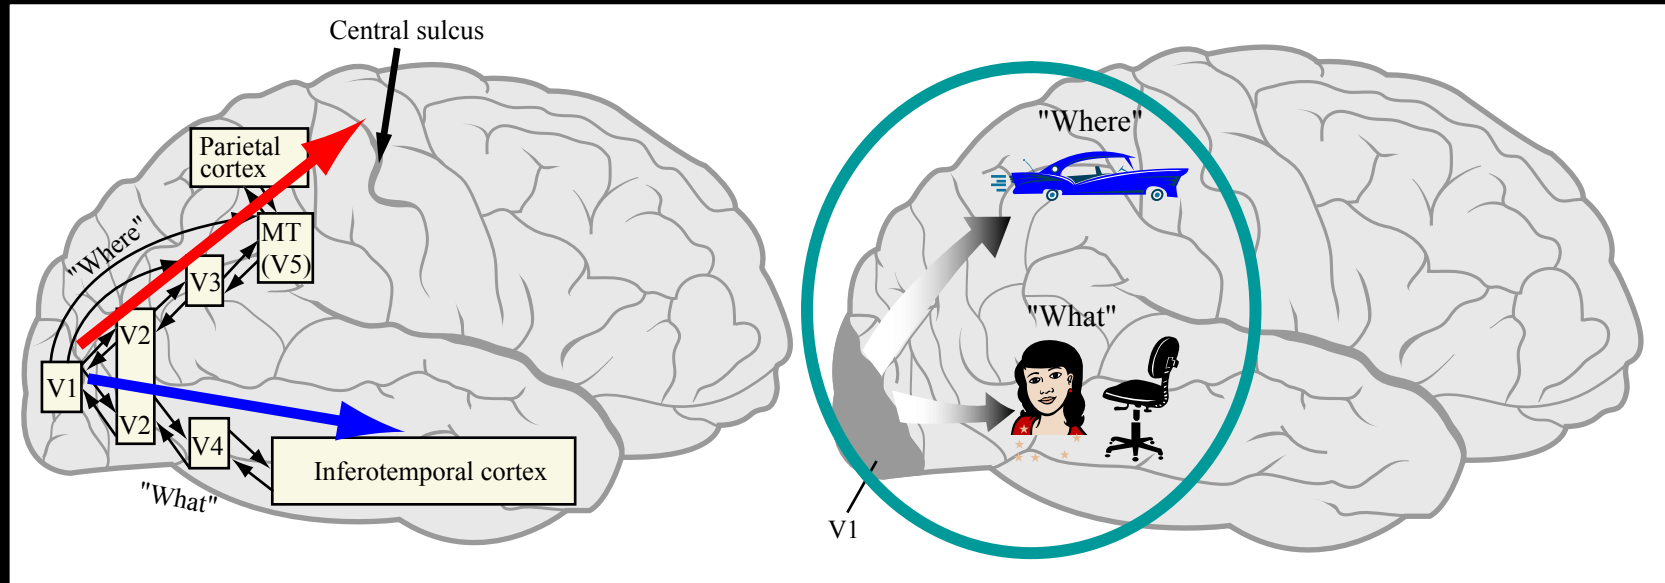 Central sulcus
Parietal
cortex
"Where"
MT
(V5)
V3
V2
V1
V2
V4
Inferotemporal cortex
"What"
"Where"
"What"
V1